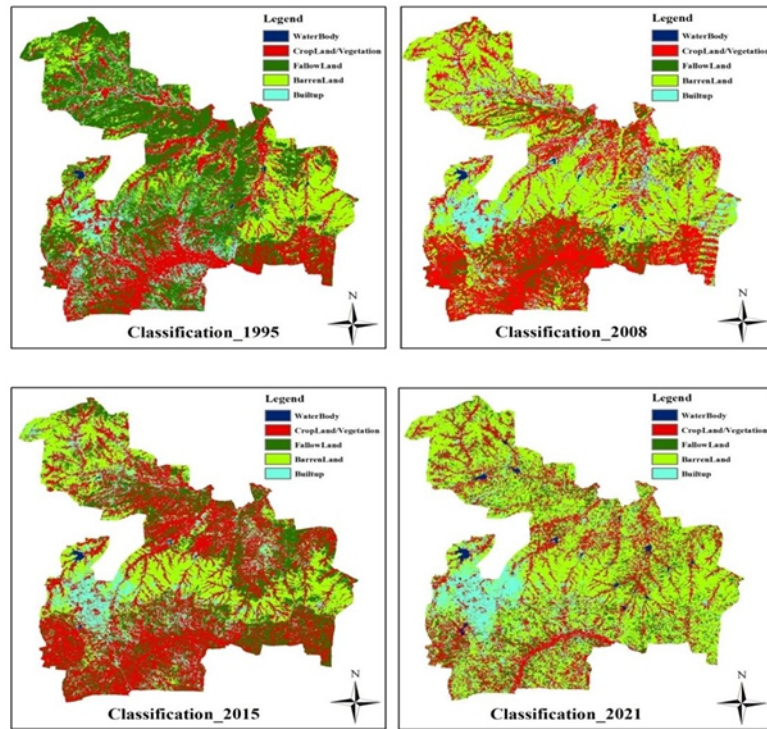 Legend
WaterBody
CropLand/Vegetation
FallowLand
BarrenLand
Builtup
N
Classification_1995
Legend
WaterBody
CropLand/Vegetation
FallowLand
BarrenLand
Builtup
N
Classification_2008
Legend
WaterBody
CropLand/Vegetation
FallowLand
BarrenLand
Builtup
N
Classification_2015
Legend
WaterBody
CropLand/Vegetation
FallowLand
BarrenLand
Builtup
N
Classification_2021